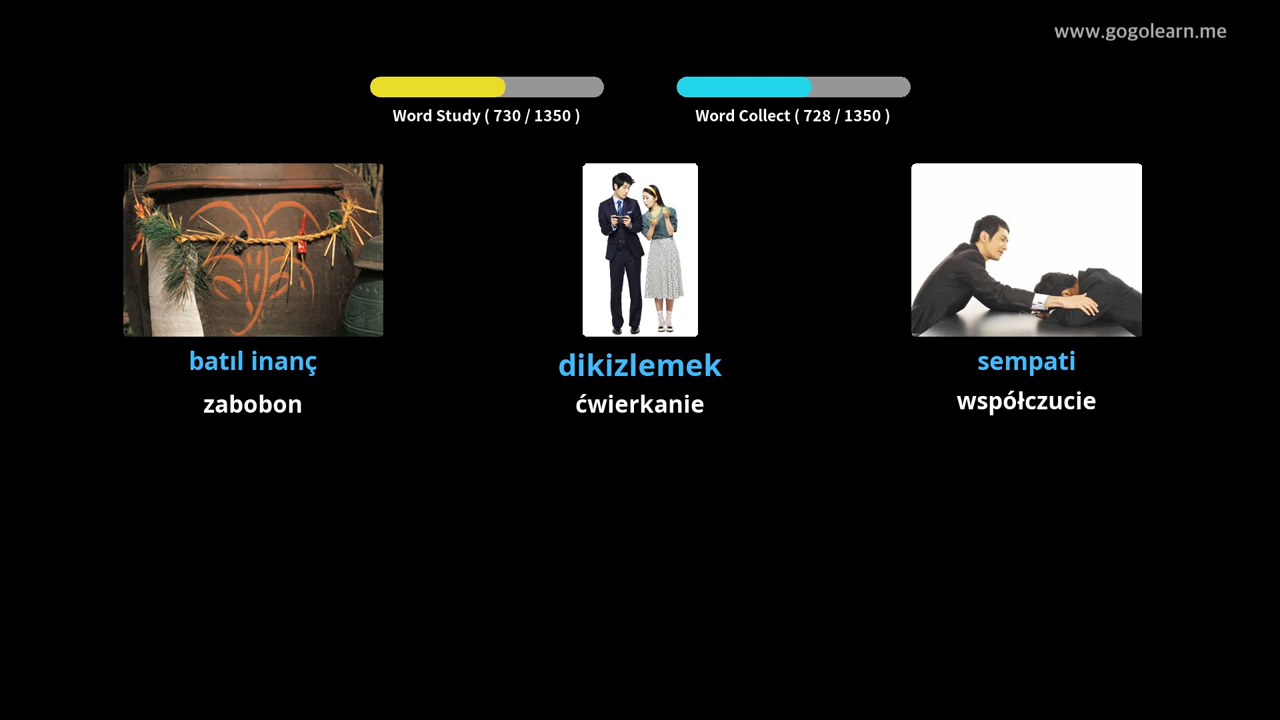 www.gogolearn.me
Word Study ( 730 / 1350 )
Word Collect ( 728 / 1350 )
batıl inanç
dikizlemek
sempati
zabobon
ćwierkanie
współczucie